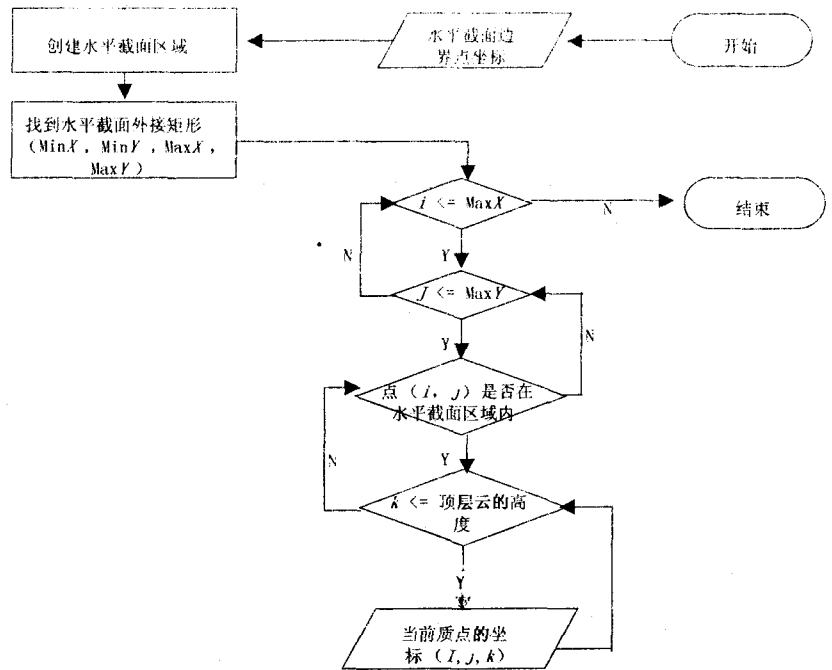 开始
水平截面边
界点坐标
创建水平截面区域
找到水平截面外接矩形
(MinX, MinY, MaxX,
MaxY)
i <= MaxX
N
结束
Y
N
J <= MaxY
Y
N
点 (i, j) 是否在
水平截面区域内
Y
N
k <= 顶层云的高
度
Y
当前质点的坐
标 (I, j, k)